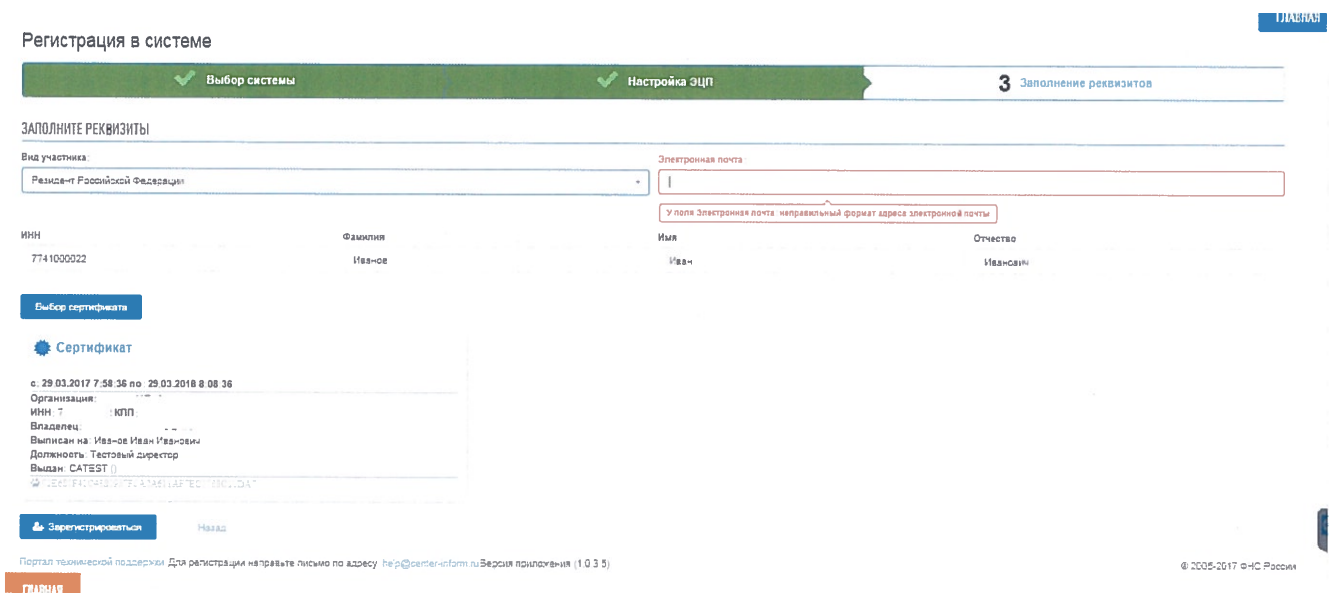 ГЛАВНАЯ
Регистрация в системе
Выбор системы
Настройка ЭЦП
3 Заполнение реквизитов
ЗАПОЛНИТЕ РЕКВИЗИТЫ
Вид участника:
Электронная почта
Резидент Российской Федерации
У поля Электронная почта неправильный формат адреса электронной почты
ИНН
Фамилия
Имя
Отчество
7741000022
Иванов
Иван
Иванович
Выбор сертификата
Сертификат
с: 29.03.2017 7:58:36 по: 29.03.2018 8:08:36
Организация:
ИНН: 7 : КПП:
Владелец:
Выписан на: Иванов Иван Иванович
Должность: Тестовый директор
Выдан: CATEST ()
Зарегистрироваться
Назад
Портал технической поддержки Для регистрации направьте письмо по адресу help@center-inform.ru Версия приложения (1.0.3.5)
© 2005-2017 ФНС России
ГЛАВНАЯ